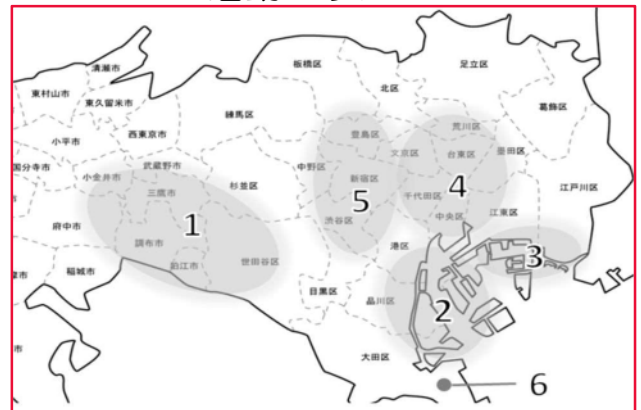 清瀬市
板橋区
足立区
東村山市
北区
東久留米市
練馬区
葛飾区
西東京市
豊島区
荒川区
小平市
文京区
台東区
墨田区
国分寺市
武蔵野市
中野区
小金井市
杉並区
新宿区
江戸川区
三鷹市
5
千代田区
4
渋谷区
中央区
江東区
府中市
1
調布市
港区
3
狛江市
世田谷区
稲城市
目黒区
品川区
2
市
大田区
6